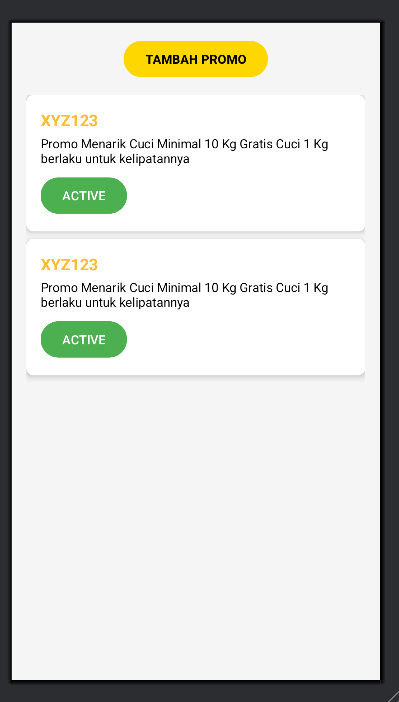 TAMBAH PROMO
XYZ123
Promo Menarik Cuci Minimal 10 Kg Gratis Cuci 1 Kg
berlaku untuk kelipatannya
ACTIVE
XYZ123
Promo Menarik Cuci Minimal 10 Kg Gratis Cuci 1 Kg
berlaku untuk kelipatannya
ACTIVE